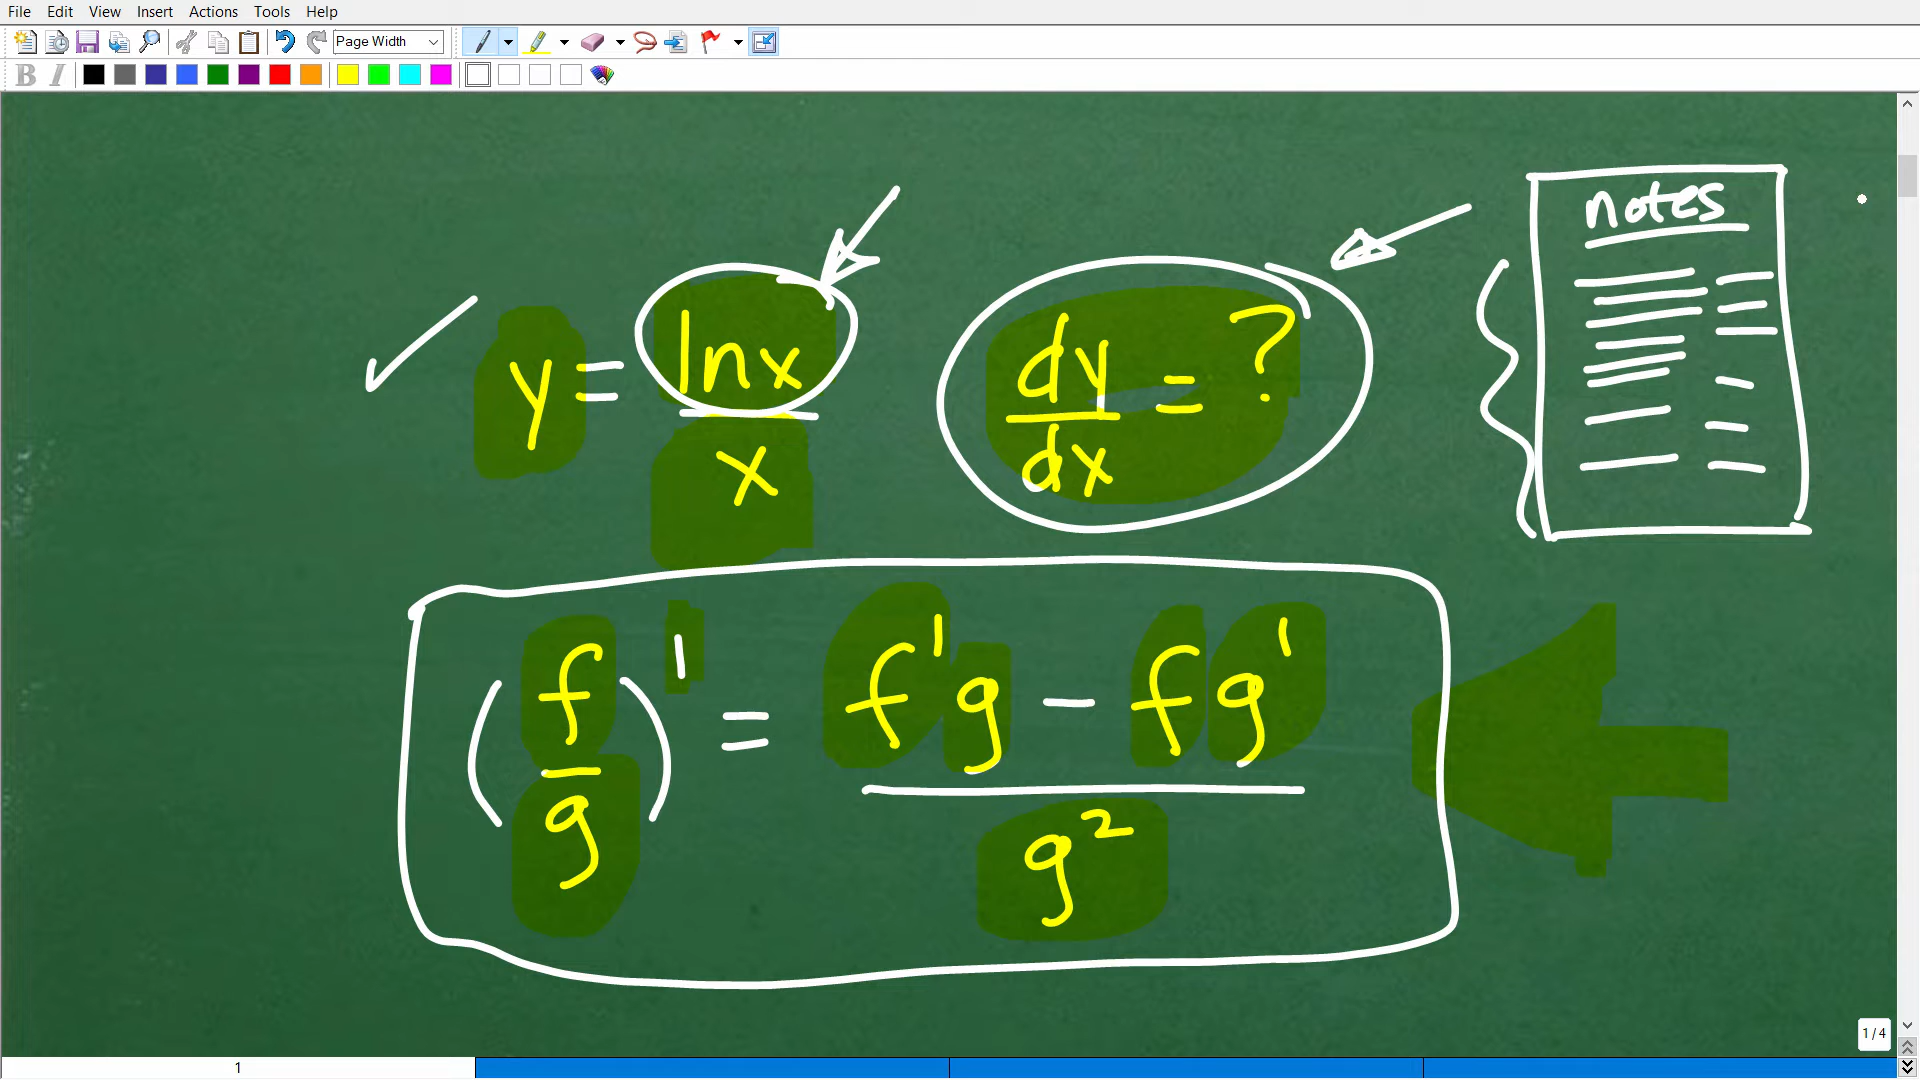 File Edit View Insert Actions Tools Help
Page Width
B I
notes
y = lnx / x
dy/dx = ?
(f/g)' = f'g - fg' / g²
1 / 4
1